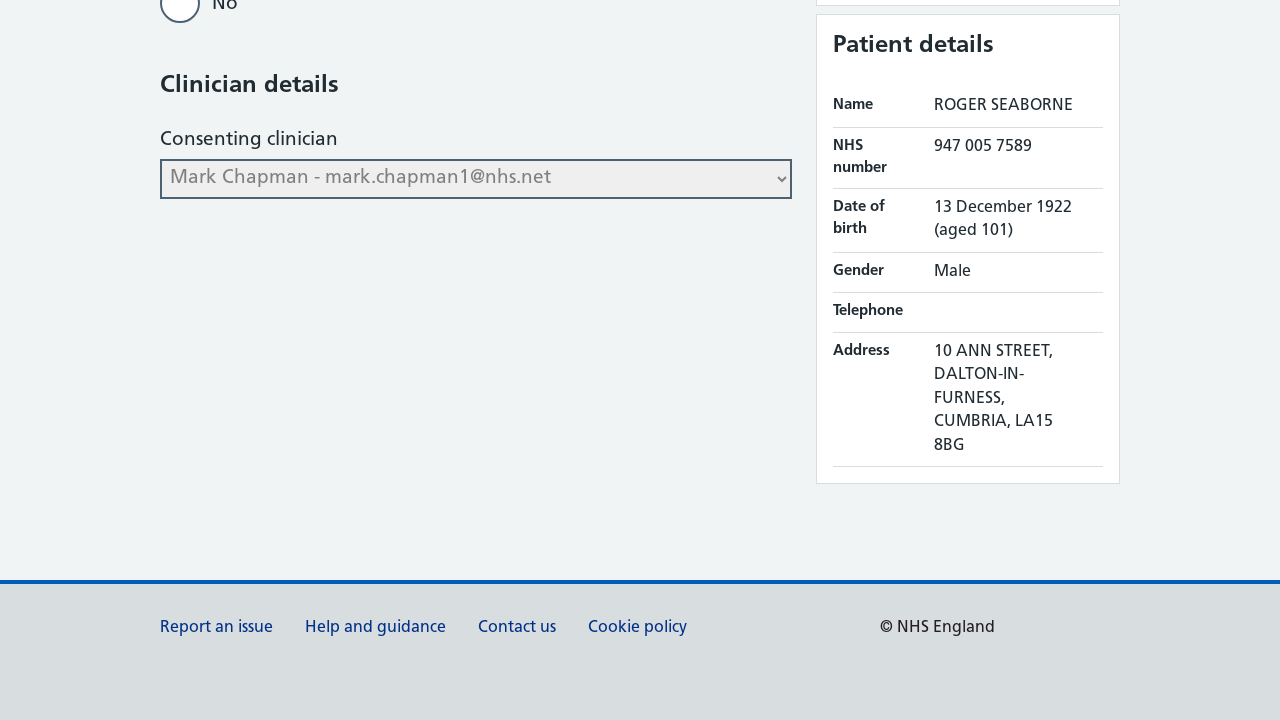 No
Clinician details
Consenting clinician
Mark Chapman - mark.chapman1@nhs.net
Patient details
Name ROGER SEABORNE
NHS number 947 005 7589
Date of birth 13 December 1922 (aged 101)
Gender Male
Telephone
Address 10 ANN STREET,
DALTON-IN-
FURNESS,
CUMBRIA, LA15
8BG
Report an issue Help and guidance Contact us Cookie policy © NHS England